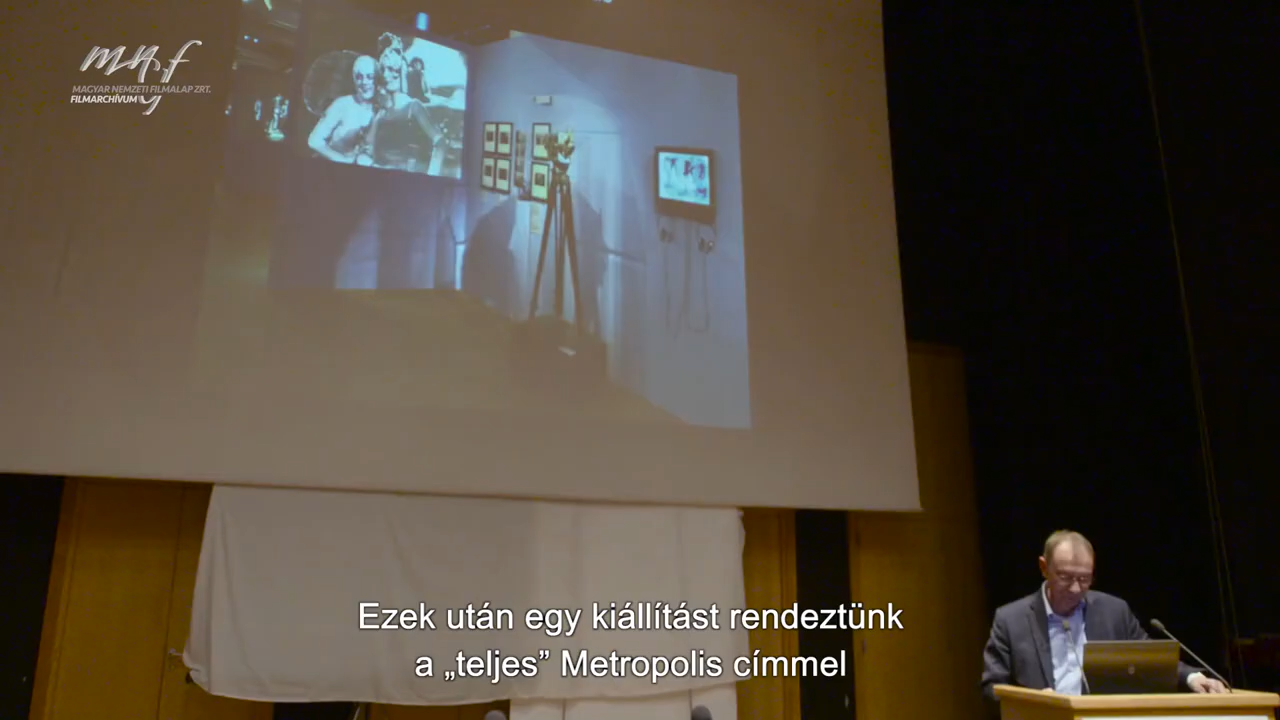 mnf
MAGYAR NEMZETI FILMALAP ZRT.
FILMARCHÍVUM
Ezek után egy kiállítást rendeztünk
a „teljes” Metropolis címmel